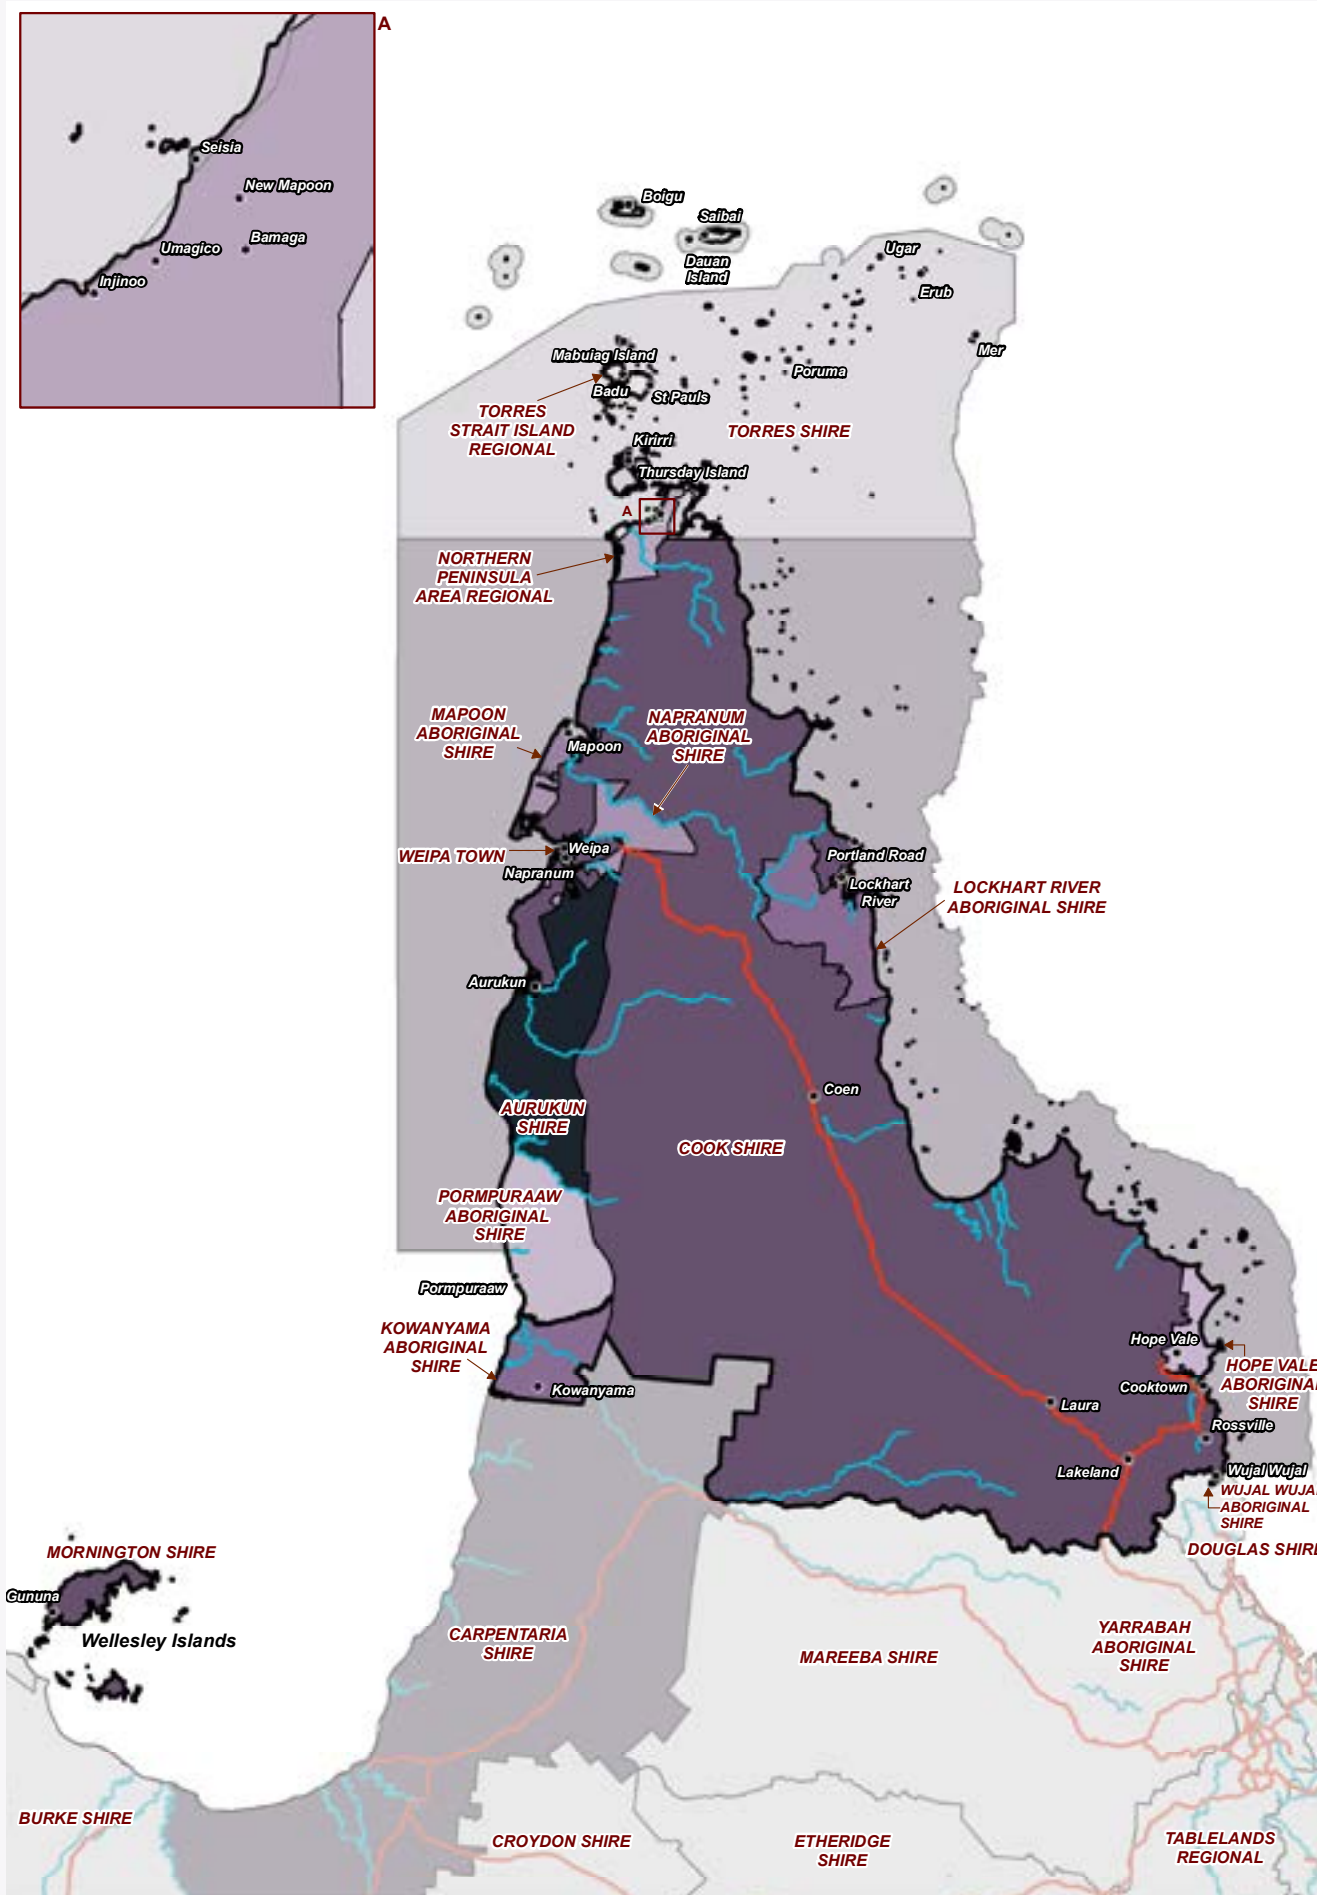 A
Seisia
New Mapoon
Bamaga
Umagico
Injinoo
Boigu
Saibai
Dauan
Island
Ugar
Erub
Mer
Mabuiag Island
Badu
St Pauls
Poruma
TORRES
STRAIT ISLAND
REGIONAL
TORRES SHIRE
Kirirri
Thursday Island
A
NORTHERN
PENINSULA
AREA REGIONAL
MAPOON
ABORIGINAL
SHIRE
Mapoon
NAPRANUM
ABORIGINAL
SHIRE
WEIPA TOWN
Weipa
Napranum
Portland Road
Lockhart
River
LOCKHART RIVER
ABORIGINAL SHIRE
Aurukun
Coen
AURUKUN
SHIRE
COOK SHIRE
PORMPURAAW
ABORIGINAL
SHIRE
Pormpuraaw
KOWANYAMA
ABORIGINAL
SHIRE
Kowanyama
Hope Vale
HOPE VALE
ABORIGINAL
SHIRE
Cooktown
Laura
Rossville
Lakeland
Wujal Wujal
WUJAL WUJAL
ABORIGINAL
SHIRE
DOUGLAS SHIRE
MORNINGTON SHIRE
Gununa
Wellesley Islands
CARPENTARIA
SHIRE
MAREEBA SHIRE
YARRABAH
ABORIGINAL
SHIRE
BURKE SHIRE
CROYDON SHIRE
ETHERIDGE
SHIRE
TABLELANDS
REGIONAL